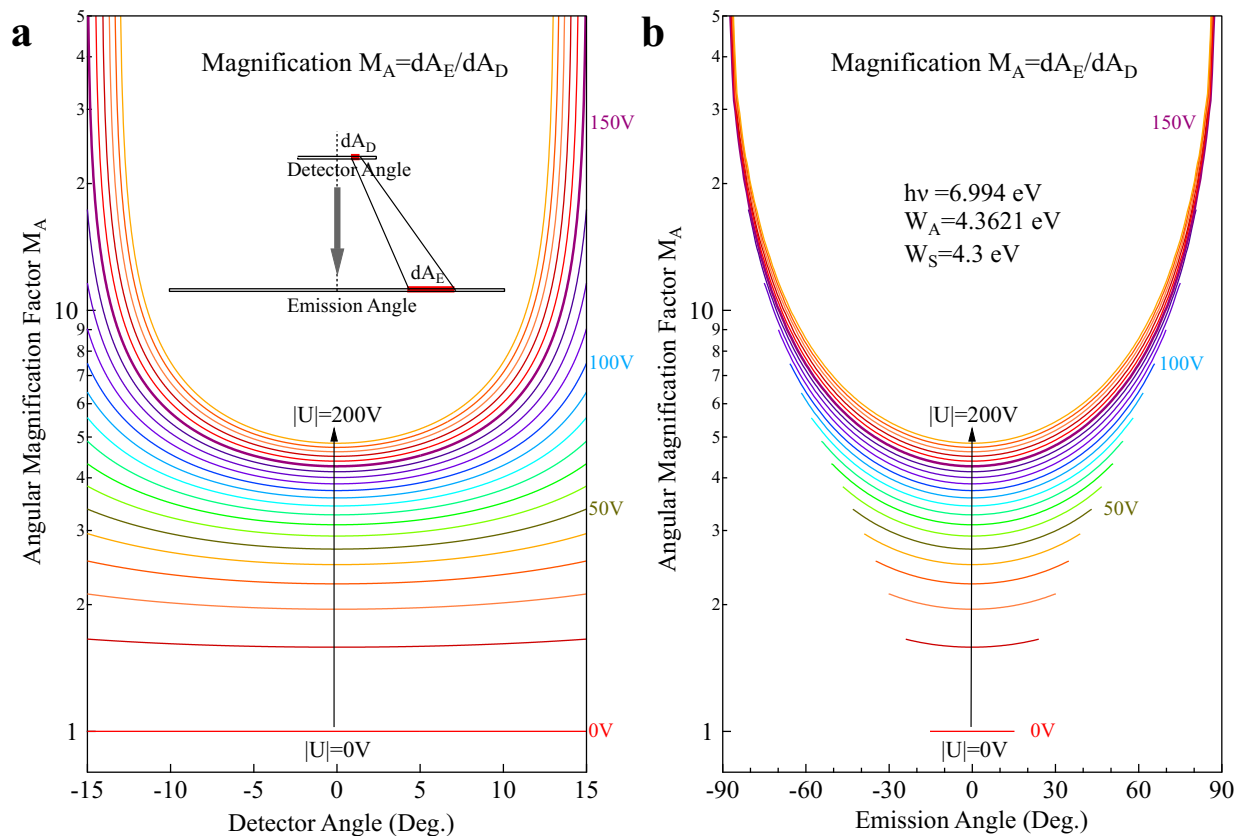 a
Magnification M_A=dA_E/dA_D
5
4
3
2
10
9
8
7
6
5
4
3
2
1
Angular Magnification Factor M_A
dA_D
Detector Angle
dA_E
Emission Angle
|U|=200V
|U|=0V
150V
100V
50V
0V
-15
-10
-5
0
5
10
15
Detector Angle (Deg.)
b
Magnification M_A=dA_E/dA_D
5
4
3
2
10
9
8
7
6
5
4
3
2
1
Angular Magnification Factor M_A
150V
hν =6.994 eV
W_A=4.3621 eV
W_S=4.3 eV
100V
|U|=200V
50V
0V
|U|=0V
-90
-60
-30
0
30
60
90
Emission Angle (Deg.)